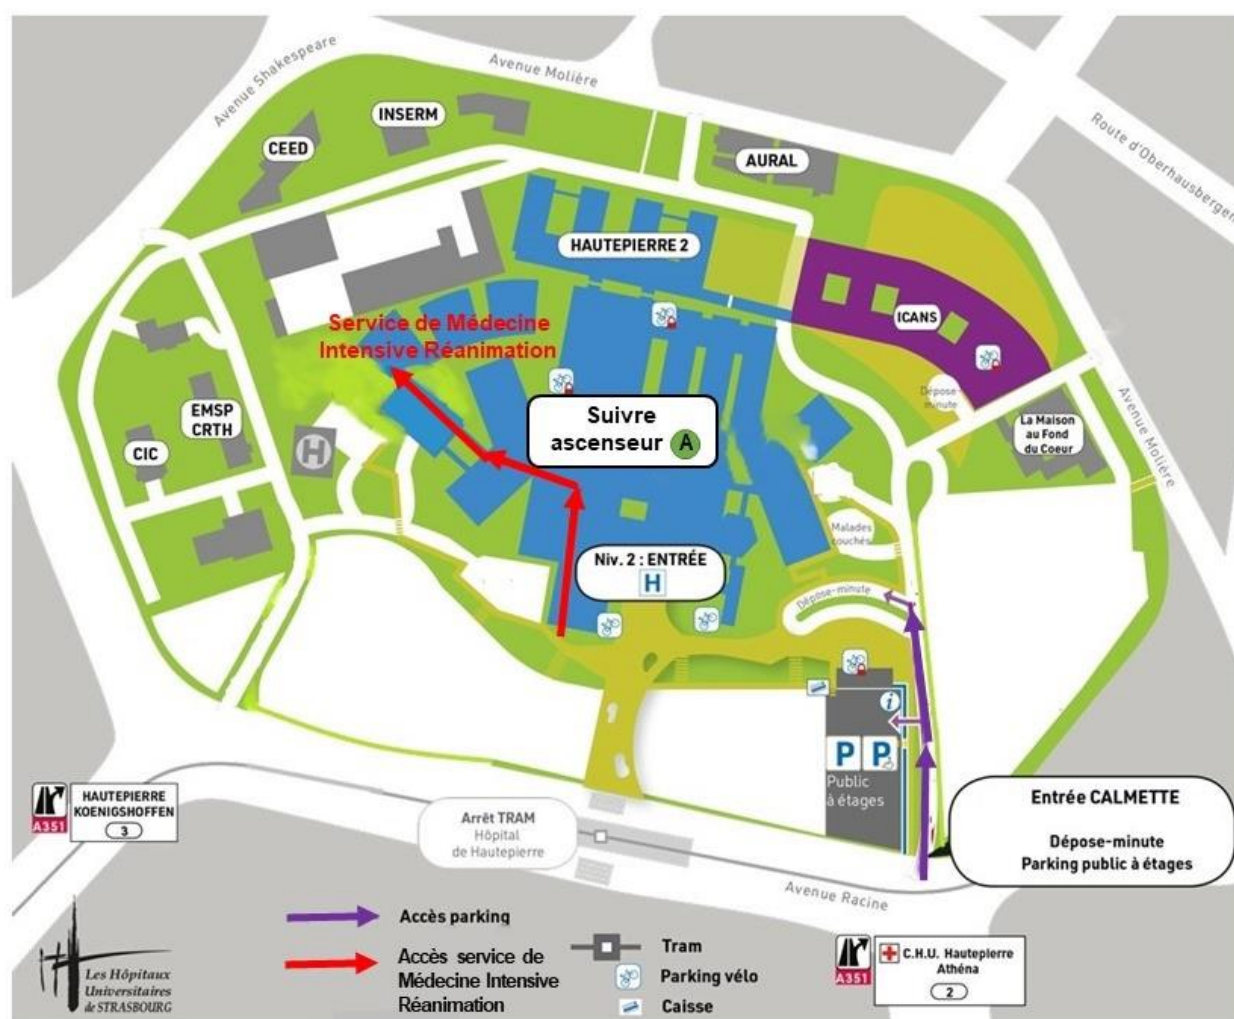 Avenue Shakespeare
Avenue Molière
Route d'Oberhausbergen
INSERM
CEED
AURAL
HAUTEPIERRE 2
ICANS
Service de Médecine
Intensive Réanimation
Dépose-
minute
Avenue Molière
Suivre
ascenseur A
EMSP
CRTH
CIC
H
La Maison
au Fond
du Coeur
Malades
couchés
Niv. 2 : ENTRÉE
H
Dépose-minute
i
P P
Public
à étages
HAUTEPIERRE
KOENIGSHOFFEN
3
A351
Arrêt TRAM
Hôpital
de Hautepierre
Entrée CALMETTE
Dépose-minute
Parking public à étages
Avenue Racine
Accès parking
Accès service de
Médecine Intensive
Réanimation
Tram
Parking vélo
Caisse
A351
C.H.U. Hautepierre
Athéna
2
Les Hôpitaux
Universitaires
de STRASBOURG